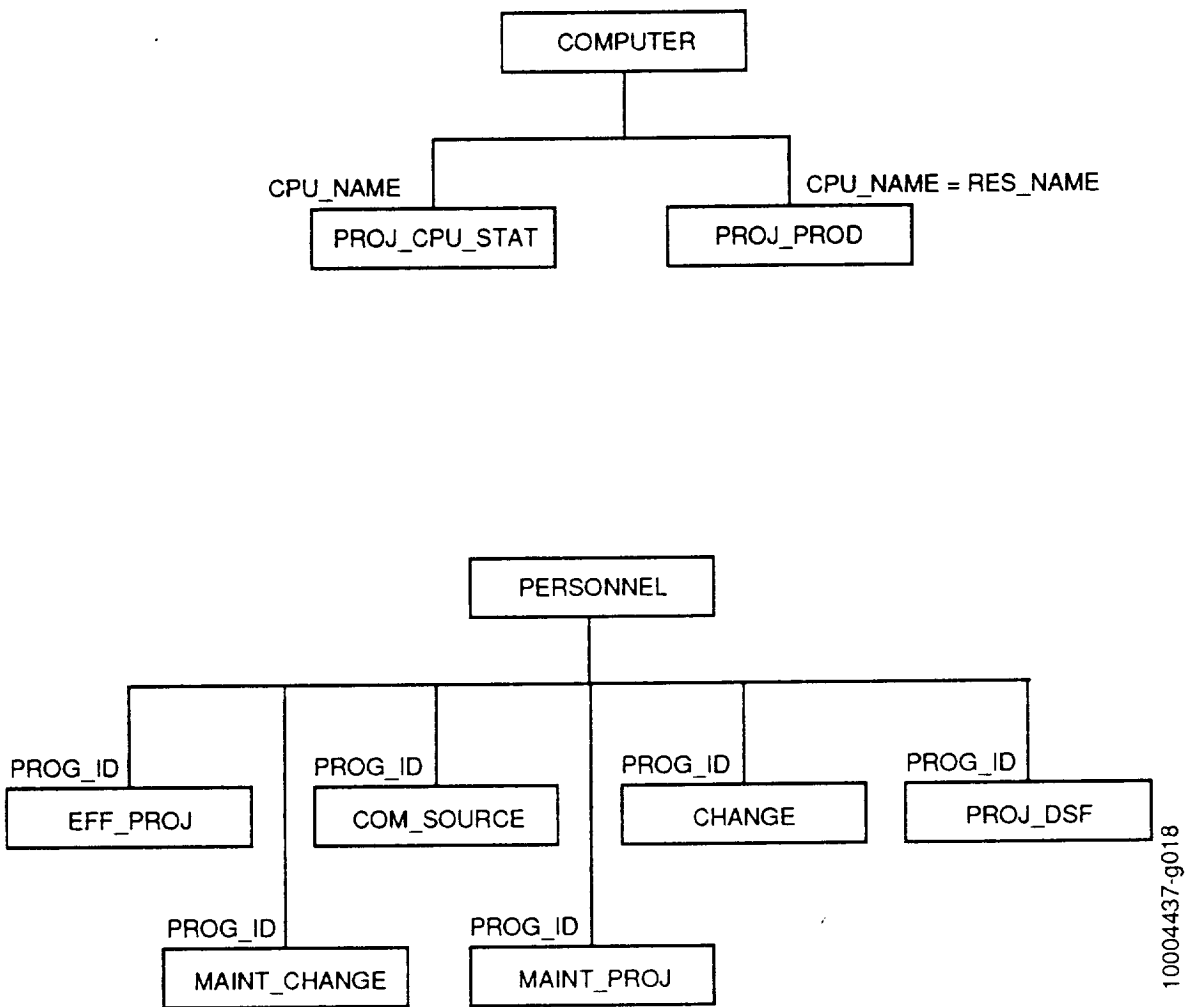 COMPUTER
CPU_NAME
CPU_NAME = RES_NAME
PROJ_CPU_STAT
PROJ_PROD
PERSONNEL
PROG_ID
PROG_ID
PROG_ID
PROG_ID
EFF_PROJ
COM_SOURCE
CHANGE
PROJ_DSF
PROG_ID
PROG_ID
MAINT_CHANGE
MAINT_PROJ
10004437-g018